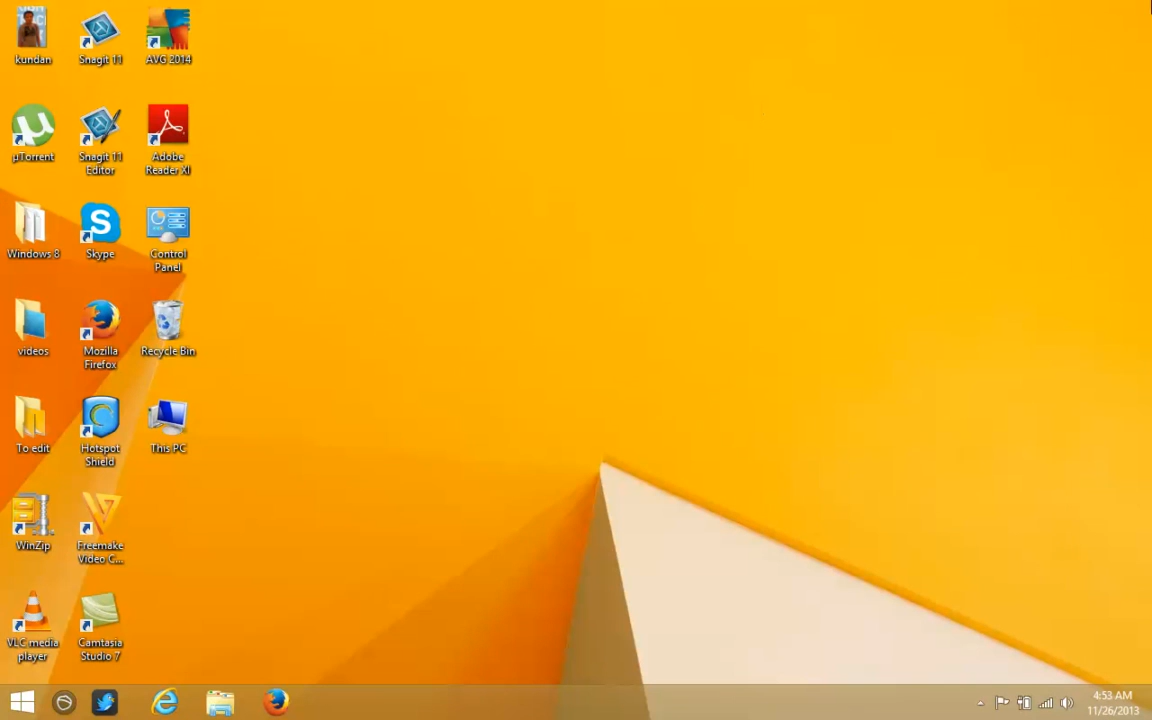 kundan
Snagit 11
AVG 2014
µTorrent
Snagit 11
Editor
Adobe
Reader XI
Windows 8
Skype
Control
Panel
videos
Mozilla
Firefox
Recycle Bin
To edit
Hotspot
Shield
This PC
WinZip
Freemake
Video C...
VLC media
player
Camtasia
Studio 7
4:53 AM
11/26/2013